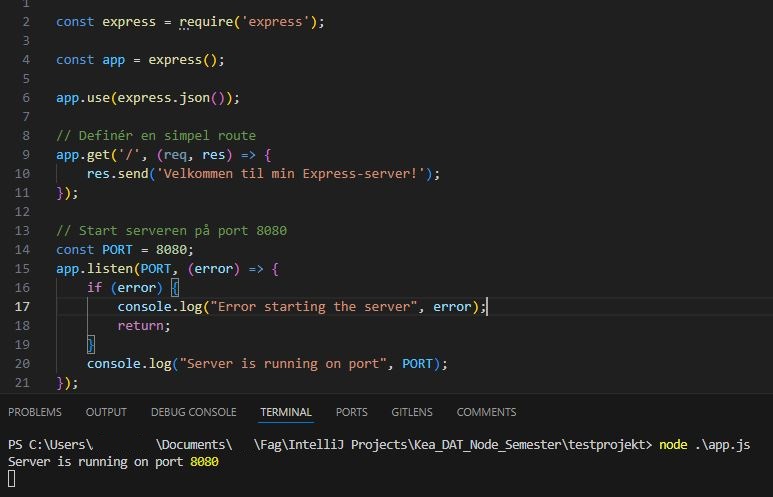 1
2 const express = require('express');
3
4 const app = express();
5
6 app.use(express.json());
7
8 // Definér en simpel route
9 app.get('/', (req, res) => {
10     res.send('Velkommen til min Express-server!');
11 });
12
13 // Start serveren på port 8080
14 const PORT = 8080;
15 app.listen(PORT, (error) => {
16     if (error) {
17         console.log("Error starting the server", error);
18         return;
19     }
20     console.log("Server is running on port", PORT);
21 });
PROBLEMS OUTPUT DEBUG CONSOLE TERMINAL PORTS GITLENS COMMENTS
PS C:\Users\ \Documents\ \Fag\IntelliJ Projects\Kea_DAT_Node_Semester\testprojekt> node .\app.js
Server is running on port 8080